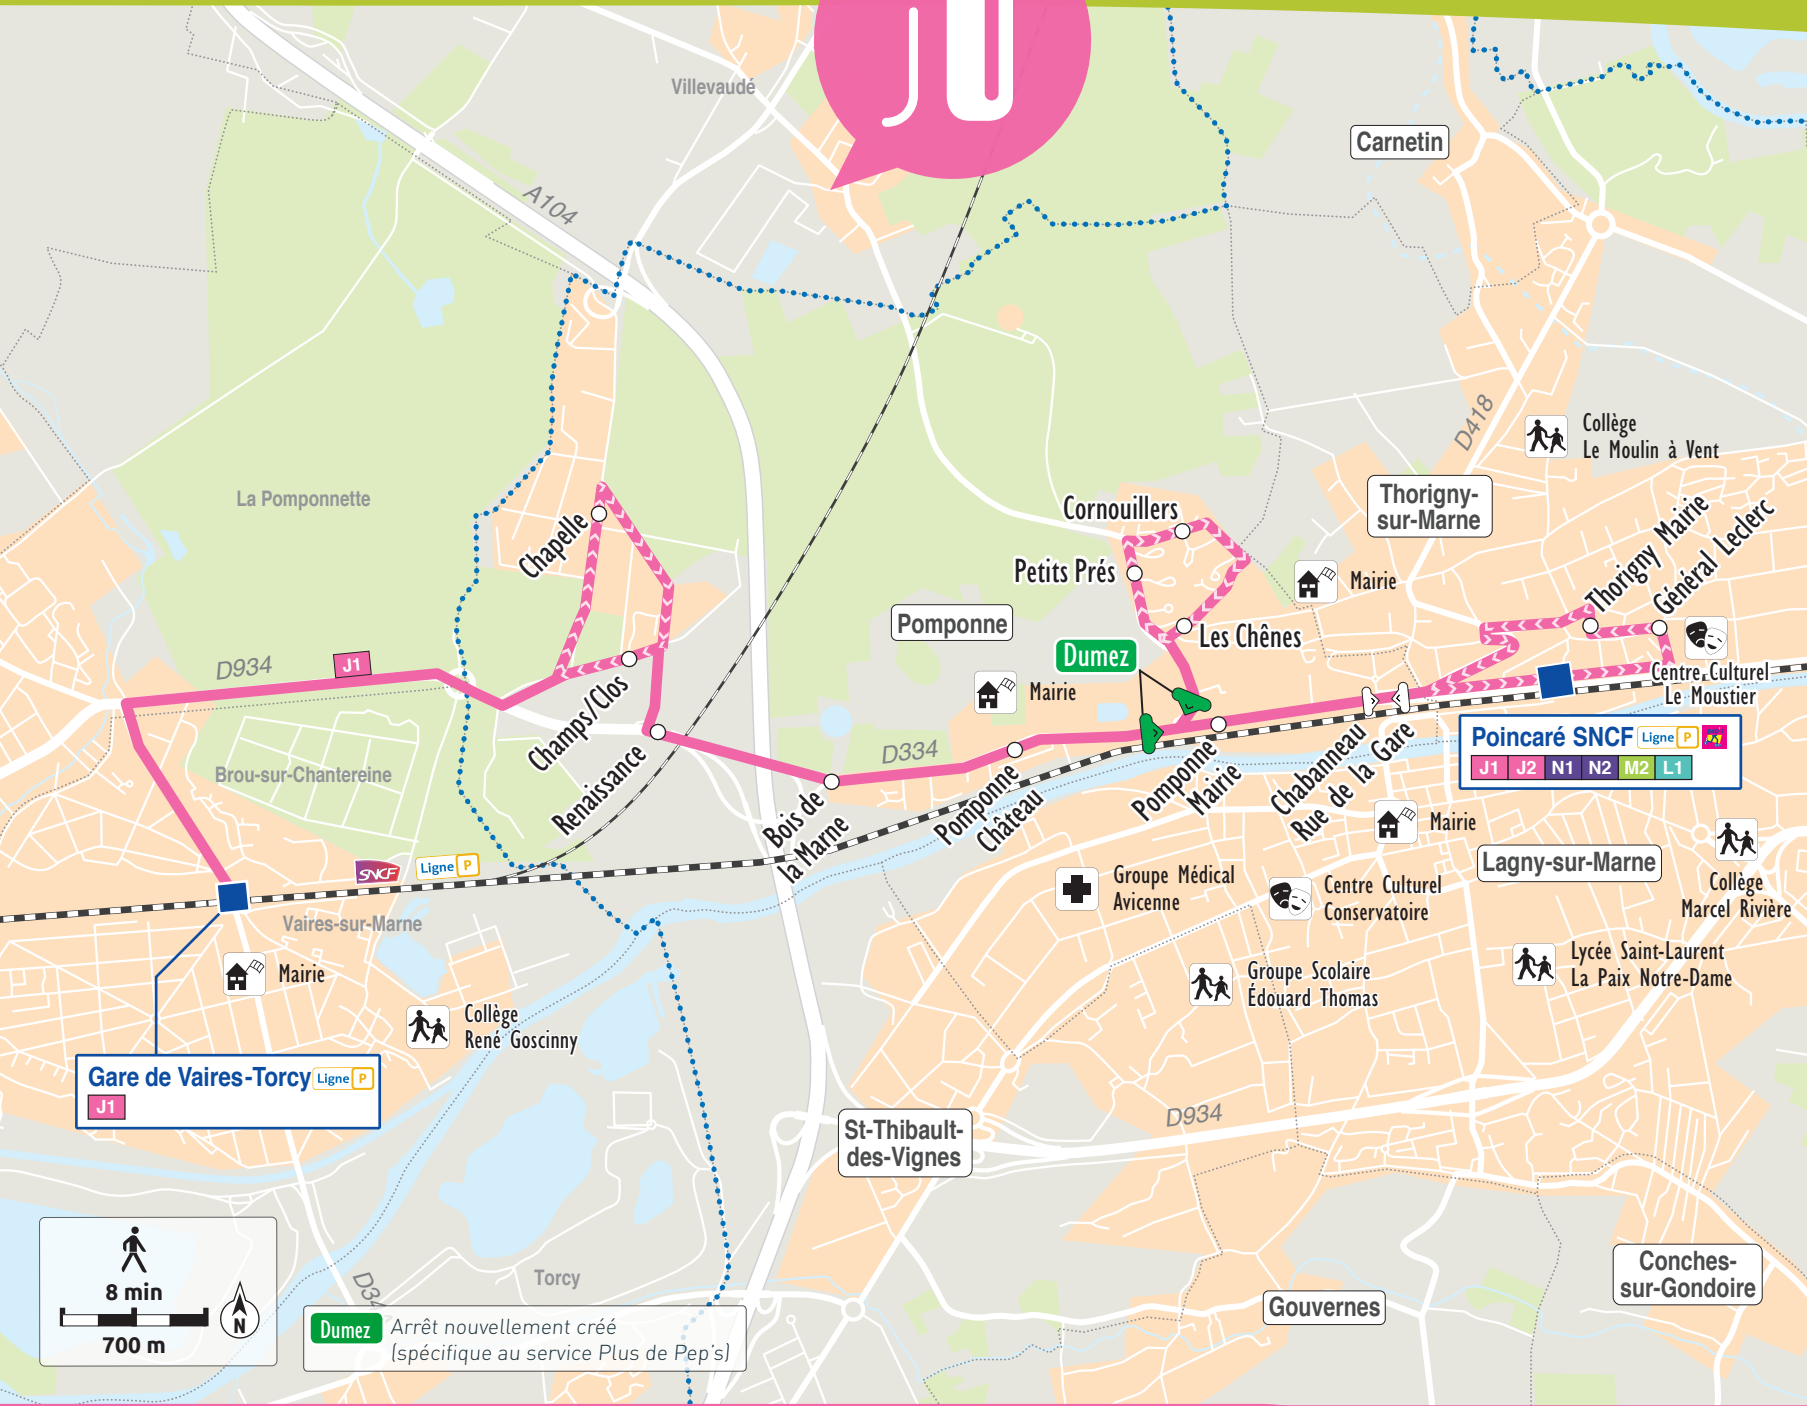 J1
Villevaudé
Carnetin
A104
D418
Collège
Le Moulin à Vent
La Pomponnette
Thorigny-
sur-Marne
Cornouillers
Chapelle
Petits Prés
Mairie
Thorigny Mairie
Général Leclerc
Pomponne
Les Chênes
Dumez
D934
J1
Mairie
Centre Culturel
Le Moustier
Champs/Clos
Renaissance
D334
Poincaré SNCF Ligne P
J1 J2 N1 N2 M2 L1
Brou-sur-Chantereine
Bois de
la Marne
Pomponne
Château
Pomponne
Mairie
Chabanneau
Rue de la Gare
Mairie
Lagny-sur-Marne
SNCF
Ligne P
Groupe Médical
Avicenne
Centre Culturel
Conservatoire
Collège
Marcel Rivière
Vaires-sur-Marne
Mairie
Collège
René Goscinny
Groupe Scolaire
Édouard Thomas
Lycée Saint-Laurent
La Paix Notre-Dame
Gare de Vaires-Torcy Ligne P
J1
St-Thibault-
des-Vignes
D934
8 min
700 m
N
D34
Torcy
Dumez
Arrêt nouvellement créé
(spécifique au service Plus de Pep's)
Gouvernes
Conches-
sur-Gondoire